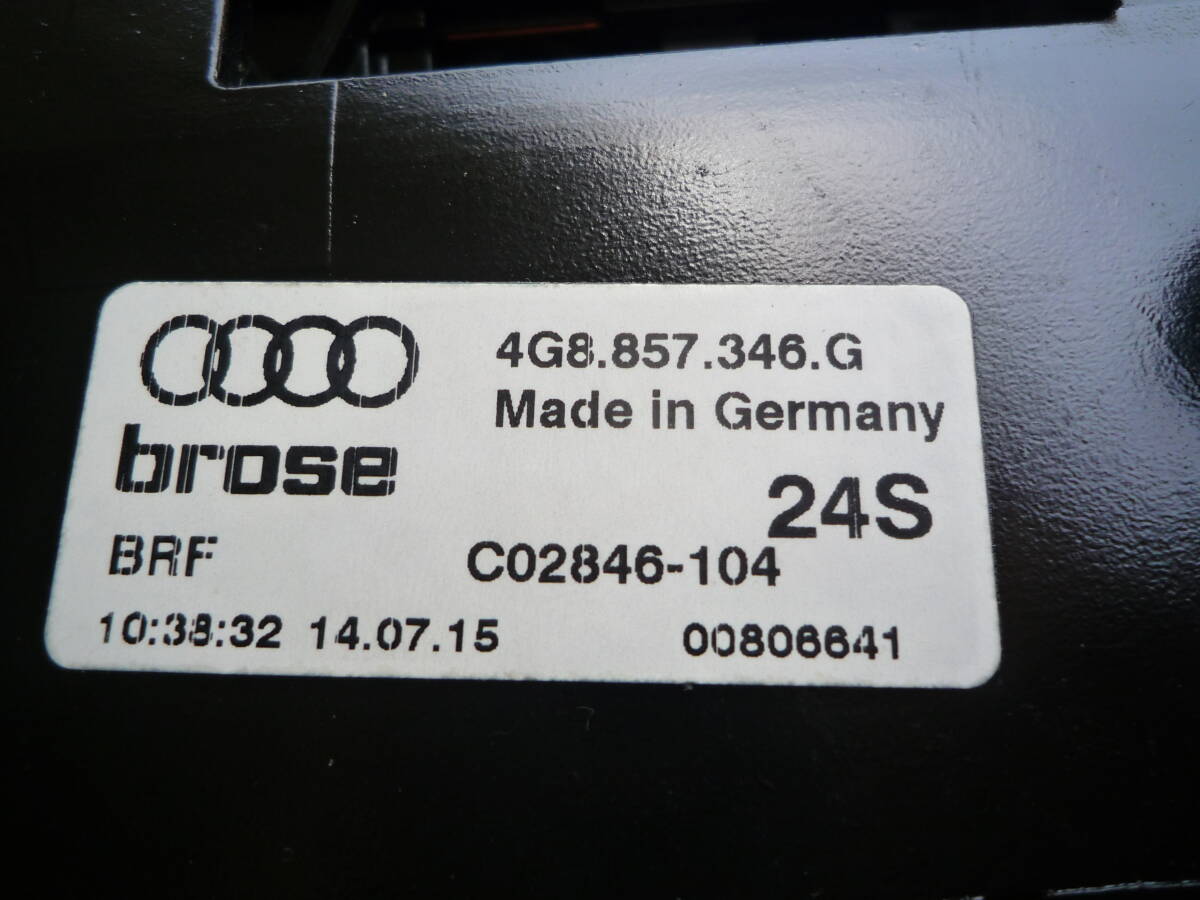 4G8.857.346.G
Made in Germany
brose
24S
BRF
C02846-104
10:38:32 14.07.15
00806641